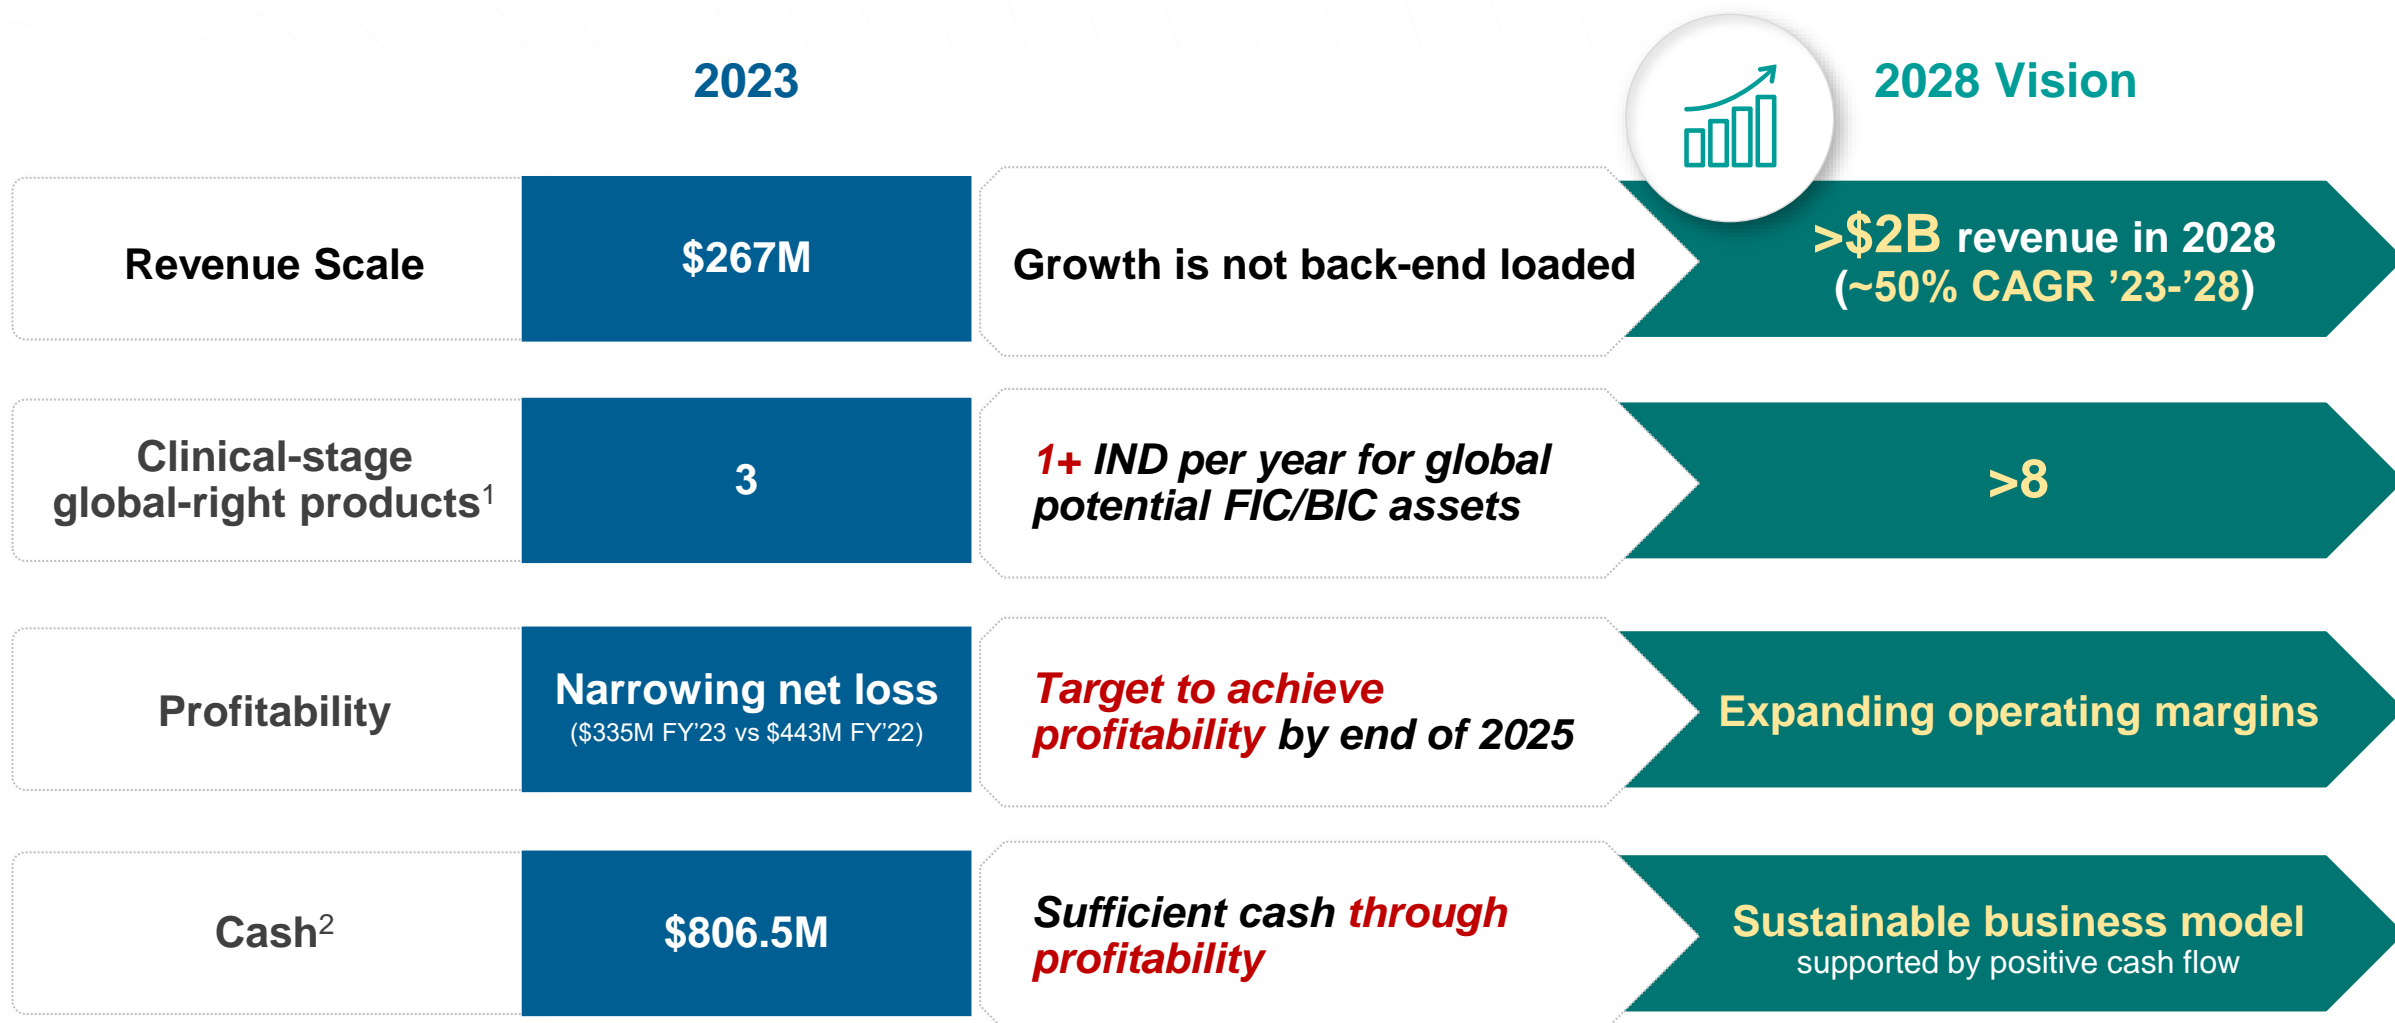 2023
2028 Vision
Revenue Scale
$267M
Growth is not back-end loaded
>$2B revenue in 2028
(~50% CAGR ’23-’28)
Clinical-stage
global-right products1
3
1+ IND per year for global
potential FIC/BIC assets
>8
Profitability
Narrowing net loss
($335M FY’23 vs $443M FY’22)
Target to achieve
profitability by end of 2025
Expanding operating margins
Cash2
$806.5M
Sufficient cash through
profitability
Sustainable business model
supported by positive cash flow